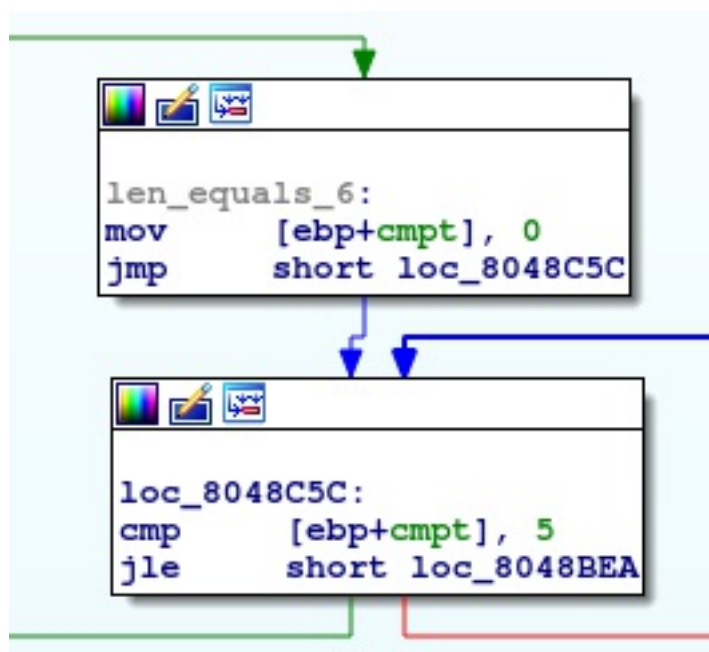 len_equals_6:
mov [ebp+cmpt], 0
jmp short loc_8048C5C
loc_8048C5C:
cmp [ebp+cmpt], 5
jle short loc_8048BEA